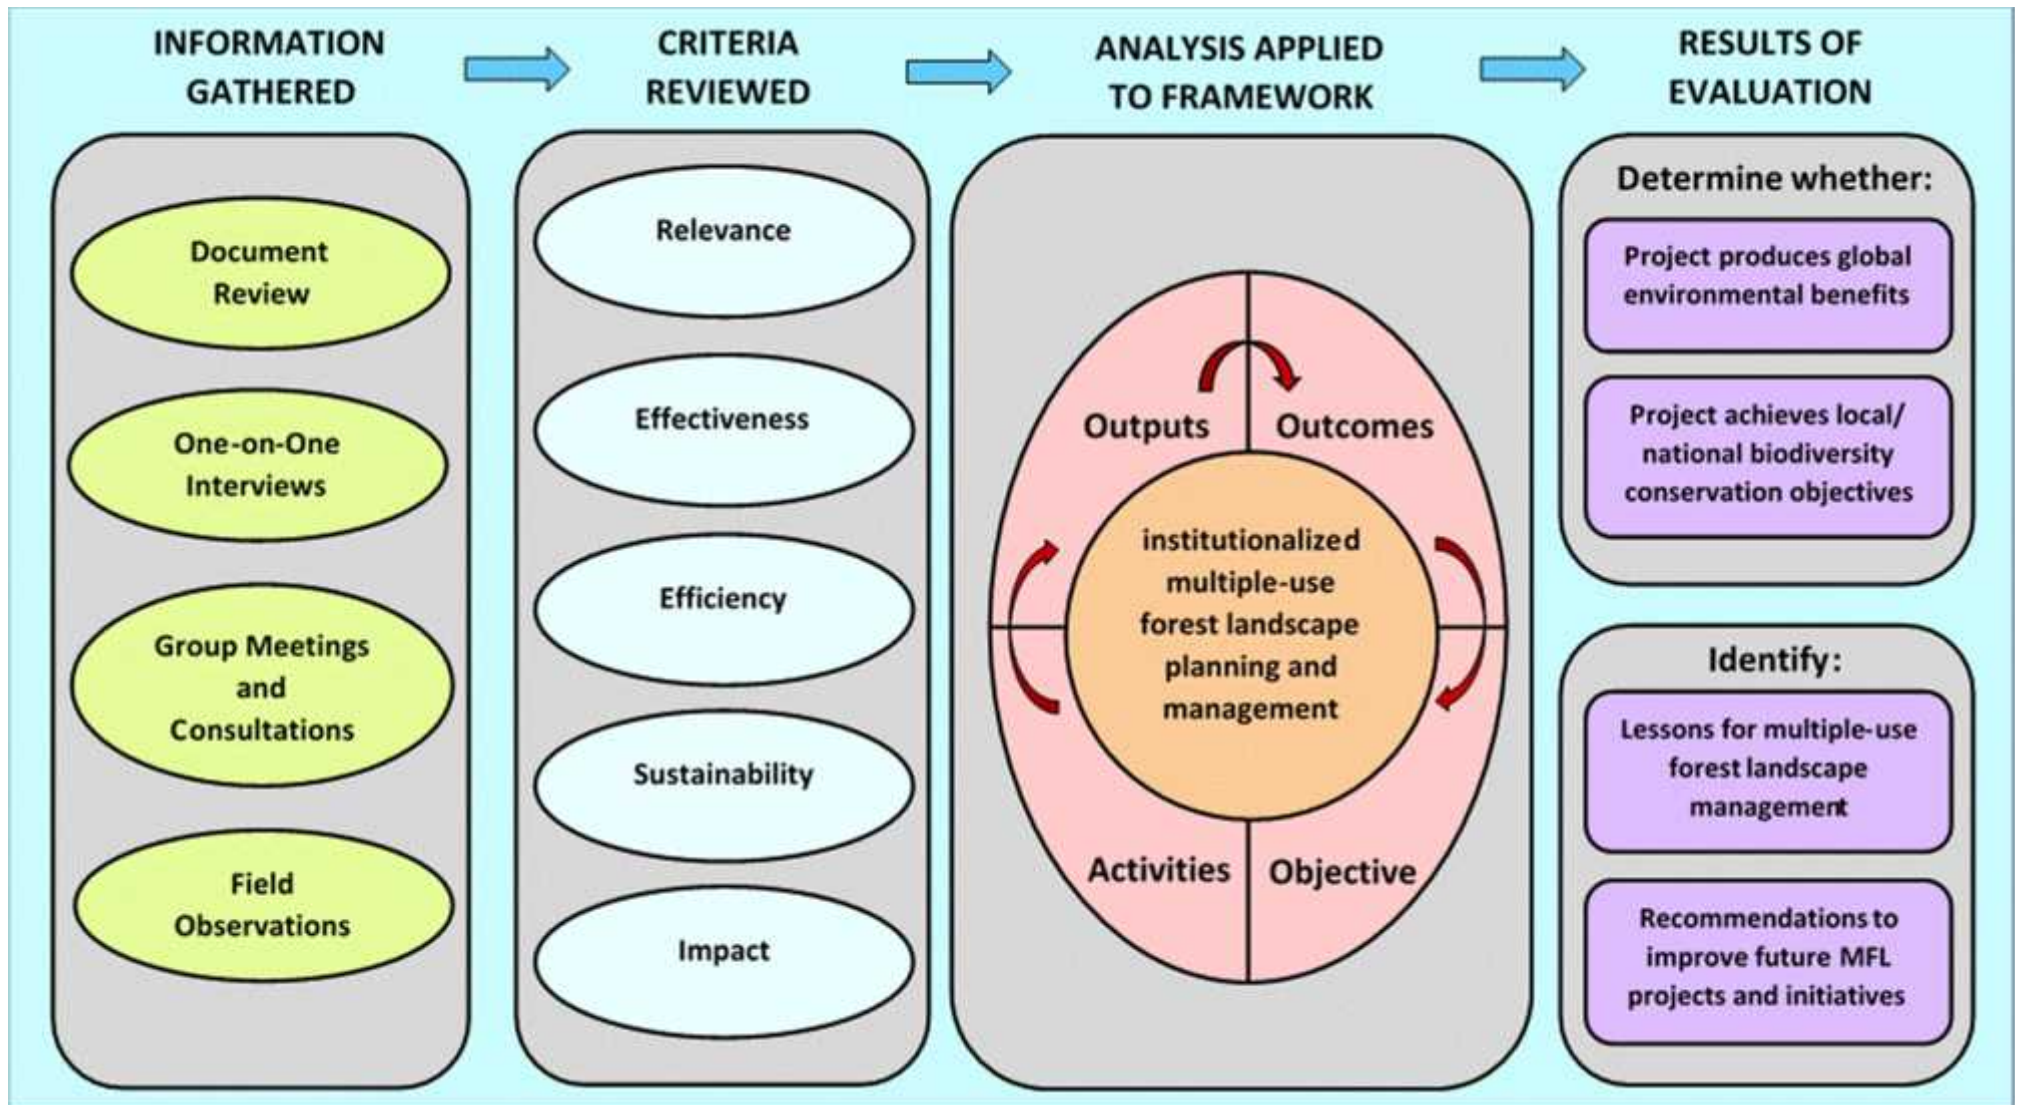 INFORMATION
GATHERED
CRITERIA
REVIEWED
ANALYSIS APPLIED
TO FRAMEWORK
RESULTS OF
EVALUATION
Document
Review
One-on-One
Interviews
Group Meetings
and
Consultations
Field
Observations
Relevance
Effectiveness
Efficiency
Sustainability
Impact
Outputs
Outcomes
institutionalized
multiple-use
forest landscape
planning and
management
Activities
Objective
Determine whether:
Project produces global
environmental benefits
Project achieves local/
national biodiversity
conservation objectives
Identify:
Lessons for multiple-use
forest landscape
management
Recommendations to
improve future MFL
projects and initiatives